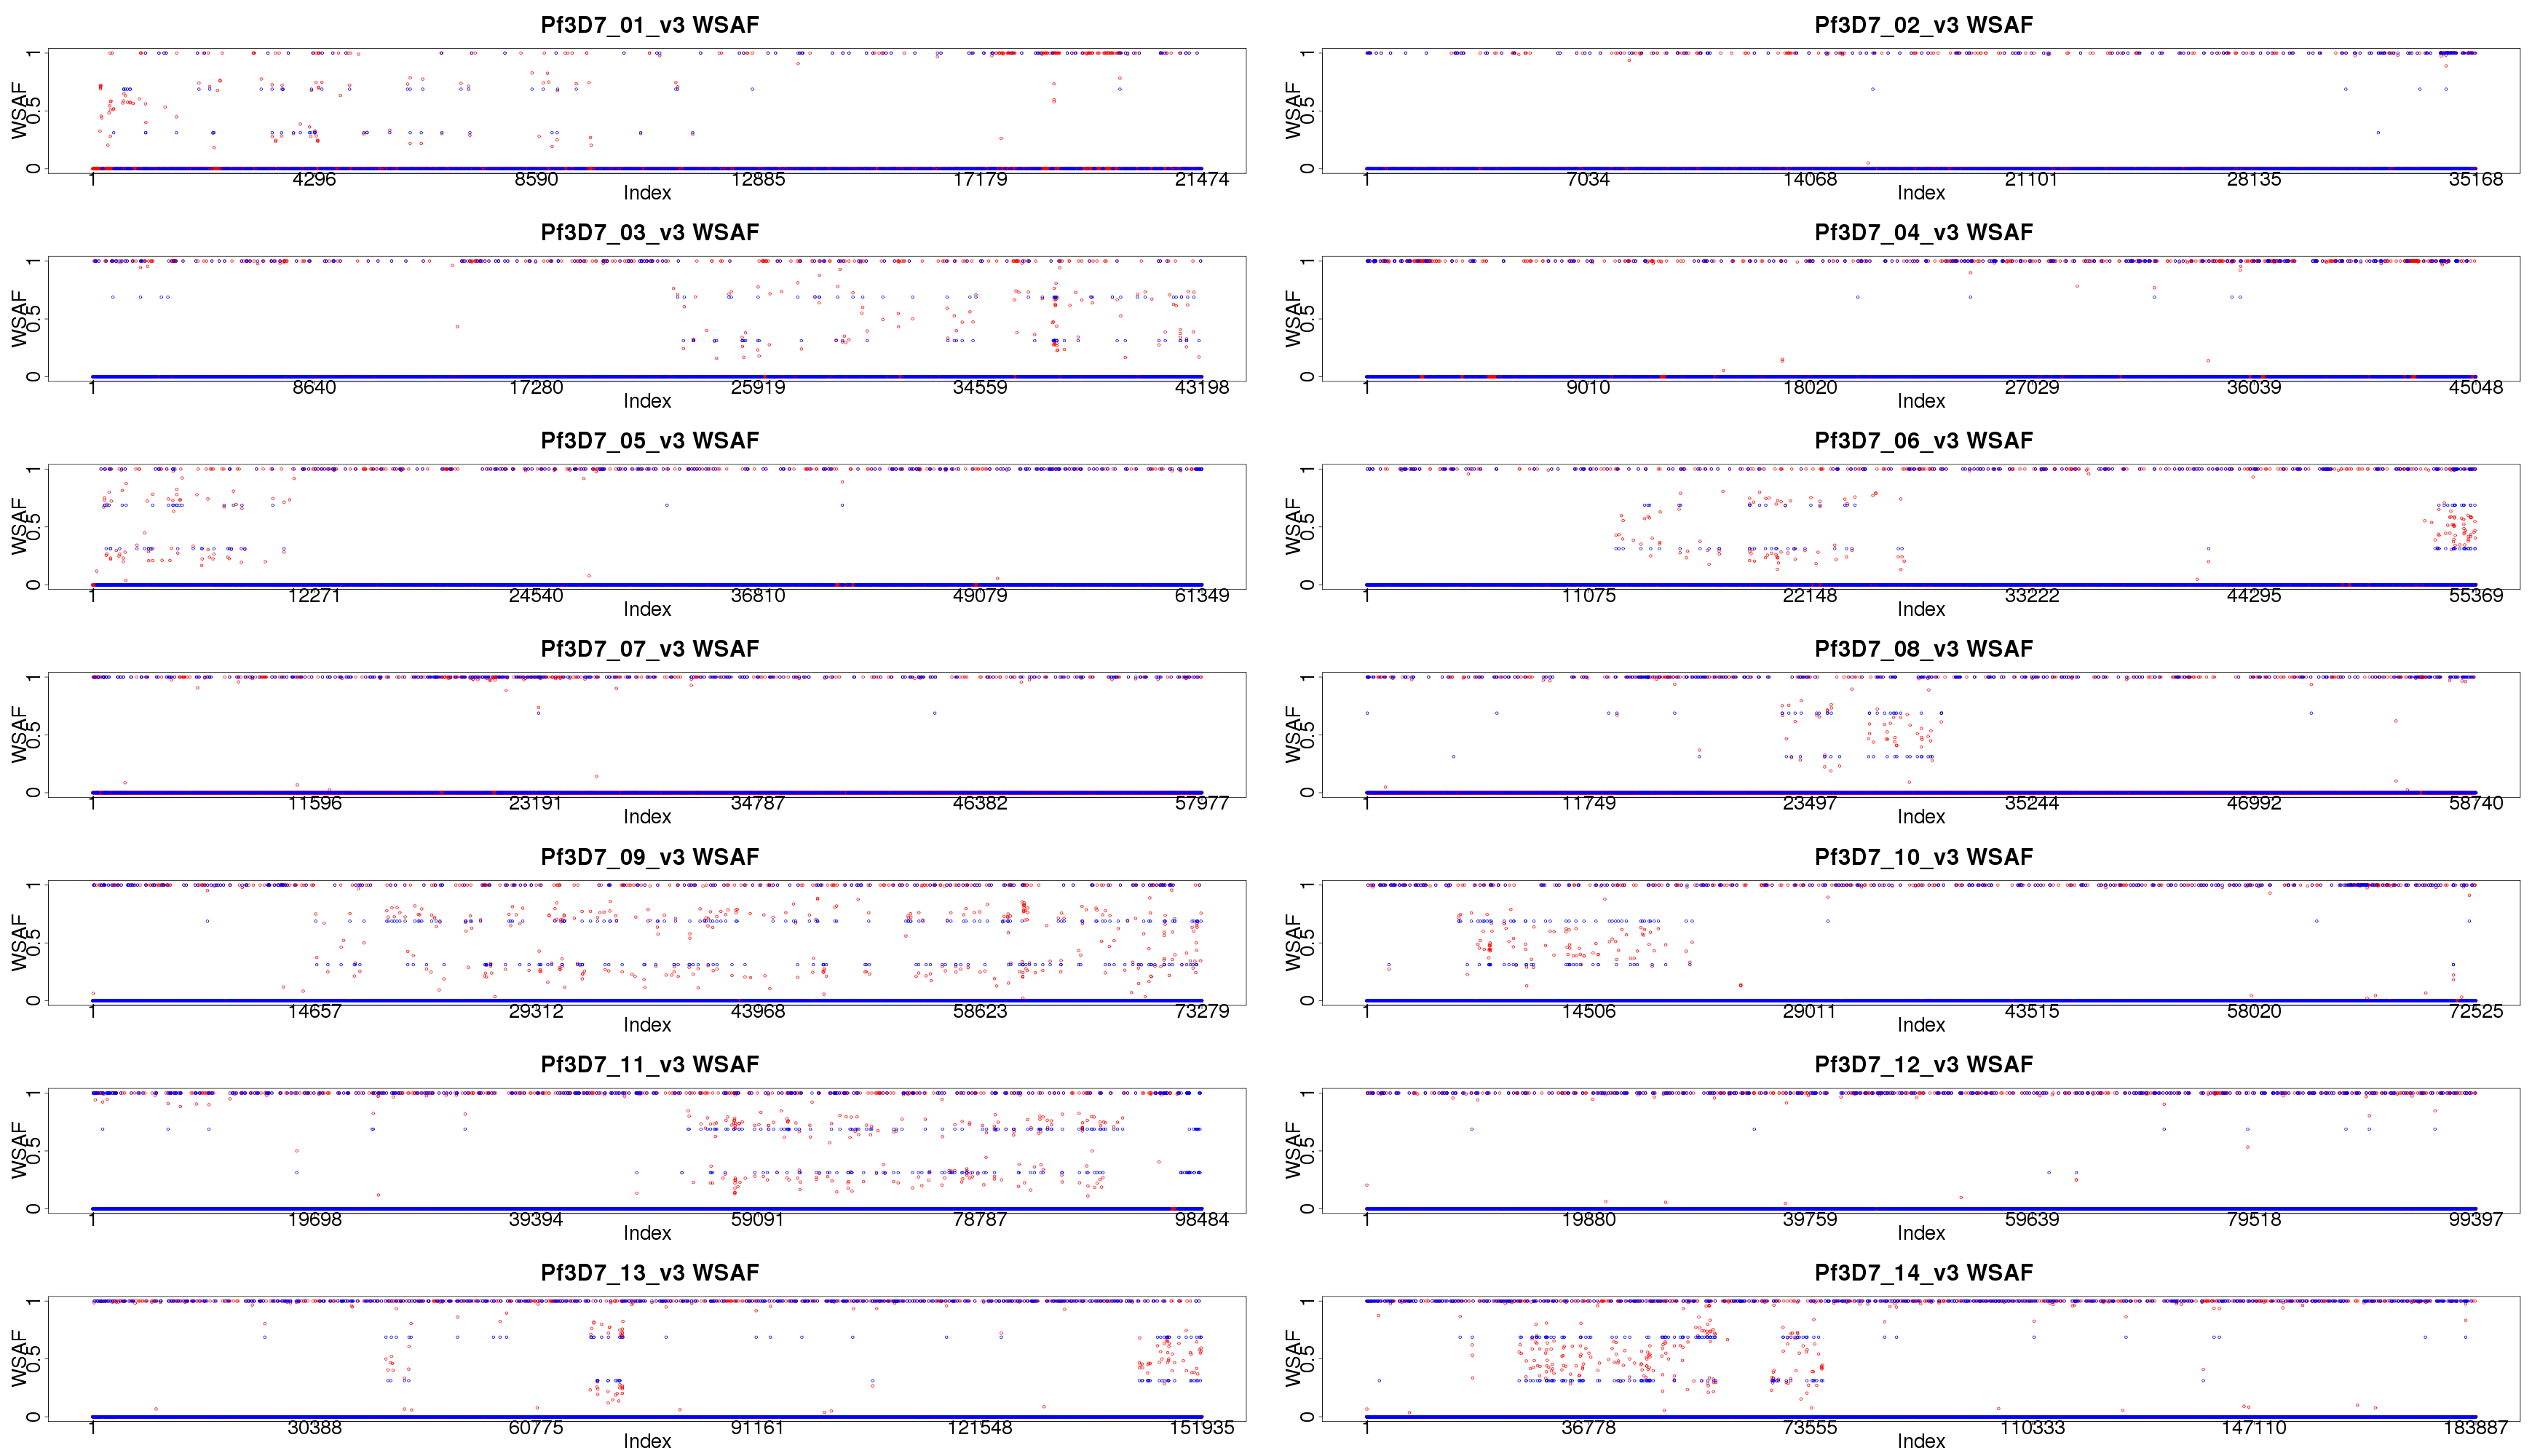 Pf3D7_01_v3 WSAF
WSAF
0 0.5 1
1 4296 8590 12885 17179 21474
Index
Pf3D7_02_v3 WSAF
WSAF
0 0.5 1
1 7034 14068 21101 28135 35168
Index
Pf3D7_03_v3 WSAF
WSAF
0 0.5 1
1 8640 17280 25919 34559 43198
Index
Pf3D7_04_v3 WSAF
WSAF
0 0.5 1
1 9010 18020 27029 36039 45048
Index
Pf3D7_05_v3 WSAF
WSAF
0 0.5 1
1 12271 24540 36810 49079 61349
Index
Pf3D7_06_v3 WSAF
WSAF
0 0.5 1
1 11075 22148 33222 44295 55369
Index
Pf3D7_07_v3 WSAF
WSAF
0 0.5 1
1 11596 23191 34787 46382 57977
Index
Pf3D7_08_v3 WSAF
WSAF
0 0.5 1
1 11749 23497 35244 46992 58740
Index
Pf3D7_09_v3 WSAF
WSAF
0 0.5 1
1 14657 29312 43968 58623 73279
Index
Pf3D7_10_v3 WSAF
WSAF
0 0.5 1
1 14506 29011 43515 58020 72525
Index
Pf3D7_11_v3 WSAF
WSAF
0 0.5 1
1 19698 39394 59091 78787 98484
Index
Pf3D7_12_v3 WSAF
WSAF
0 0.5 1
1 19880 39759 59639 79518 99397
Index
Pf3D7_13_v3 WSAF
WSAF
0 0.5 1
1 30388 60775 91161 121548 151935
Index
Pf3D7_14_v3 WSAF
WSAF
0 0.5 1
1 36778 73555 110333 147110 183887
Index